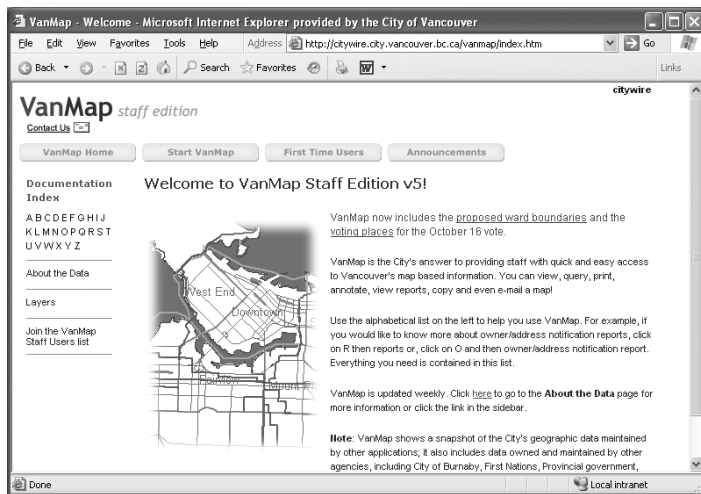 VanMap - Welcome - Microsoft Internet Explorer provided by the City of Vancouver
File Edit View Favorites Tools Help Address http://citywire.city.vancouver.bc.ca/vanmap/index.htm Go
Back Search Favorites Links
citywire
VanMap staff edition
Contact Us
VanMap Home Start VanMap First Time Users Announcements
Documentation
Index
A B C D E F G H I J
K L M N O P Q R S T
U V W X Y Z
About the Data
Layers
Join the VanMap
Staff Users list
Welcome to VanMap Staff Edition v5!
West End
Downtown
Fairview
VanMap now includes the proposed ward boundaries and the
voting places for the October 16 vote.
VanMap is the City's answer to providing staff with quick and easy access
to Vancouver's map based information. You can view, query, print,
annotate, view reports, copy and even e-mail a map!
Use the alphabetical list on the left to help you use VanMap. For example, if
you would like to know more about owner/address notification reports, click
on R then reports or, click on O and then owner/address notification report.
Everything you need is contained in this list.
VanMap is updated weekly. Click here to go to the About the Data page for
more information or click the link in the sidebar.
Note: VanMap shows a snapshot of the City's geographic data maintained
by other applications; it also includes data owned and maintained by other
agencies, including City of Burnaby, First Nations, Provincial government,
Done Local intranet